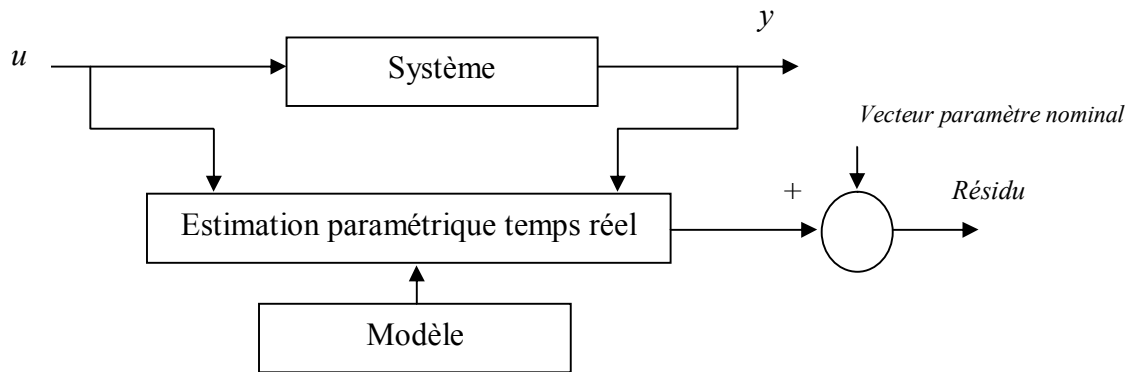 y
u
Système
Vecteur paramètre nominal
+
Résidu
Estimation paramétrique temps réel
Modèle